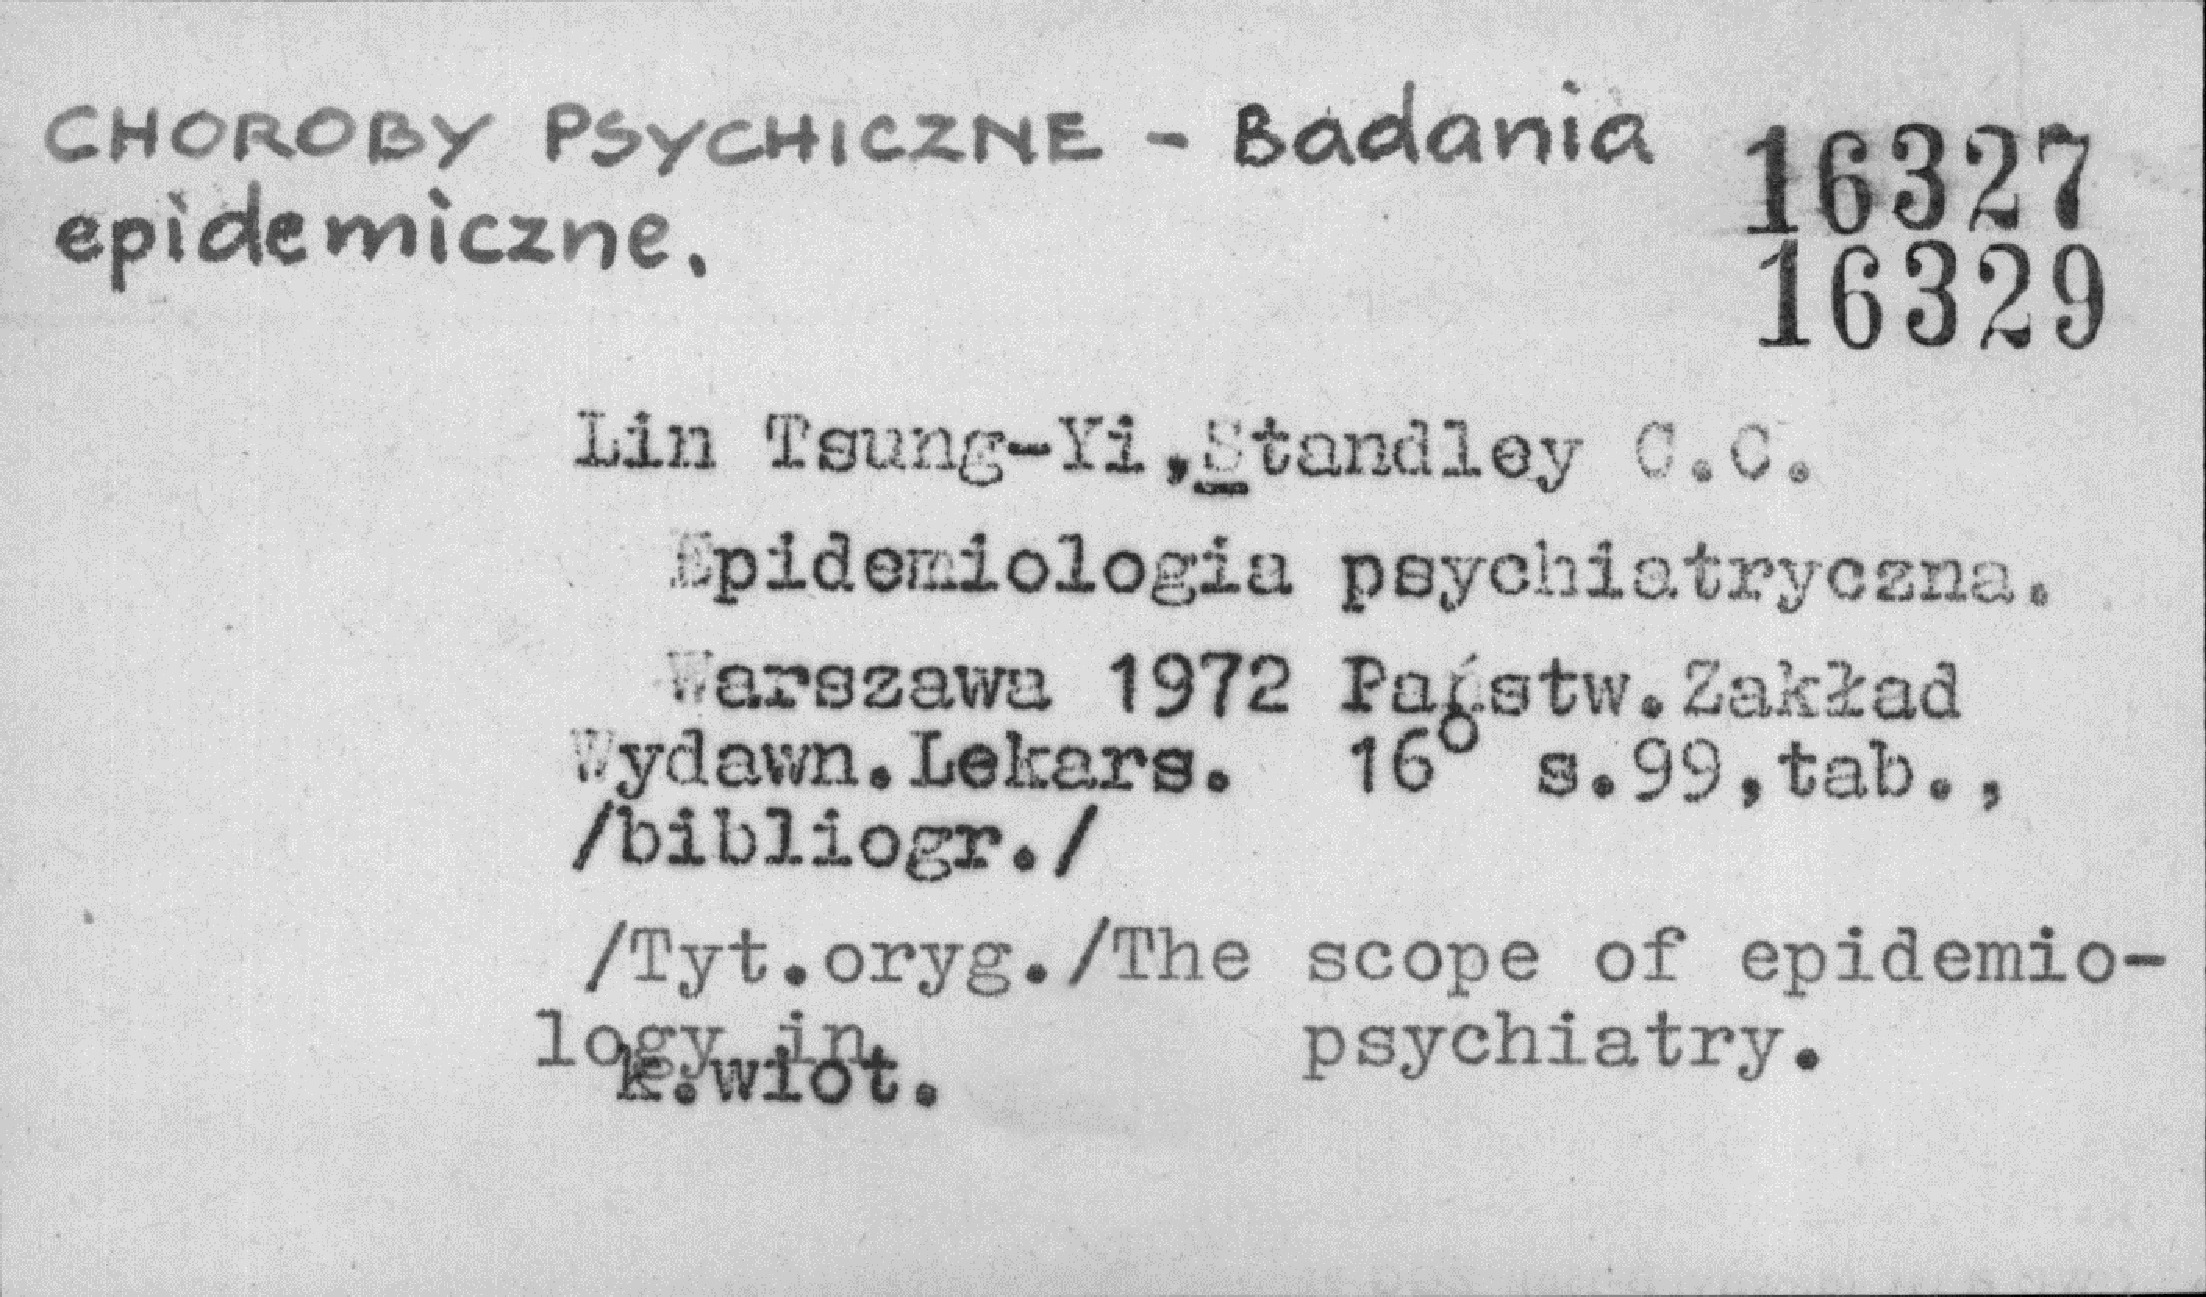 CHOROBY PSYCHICZNE - Badania
epidemiczne.
16327
16329
Lin Tsung-Yi,Standley C.C.
Epidemiologia psychiatryczna.
Warszawa 1972 Państw.Zakład
Wydawn.Lekars. 16° s.99,tab.,
/bibliogr./
/Tyt.oryg./The scope of epidemio-
logy in psychiatry.
k.wiot.